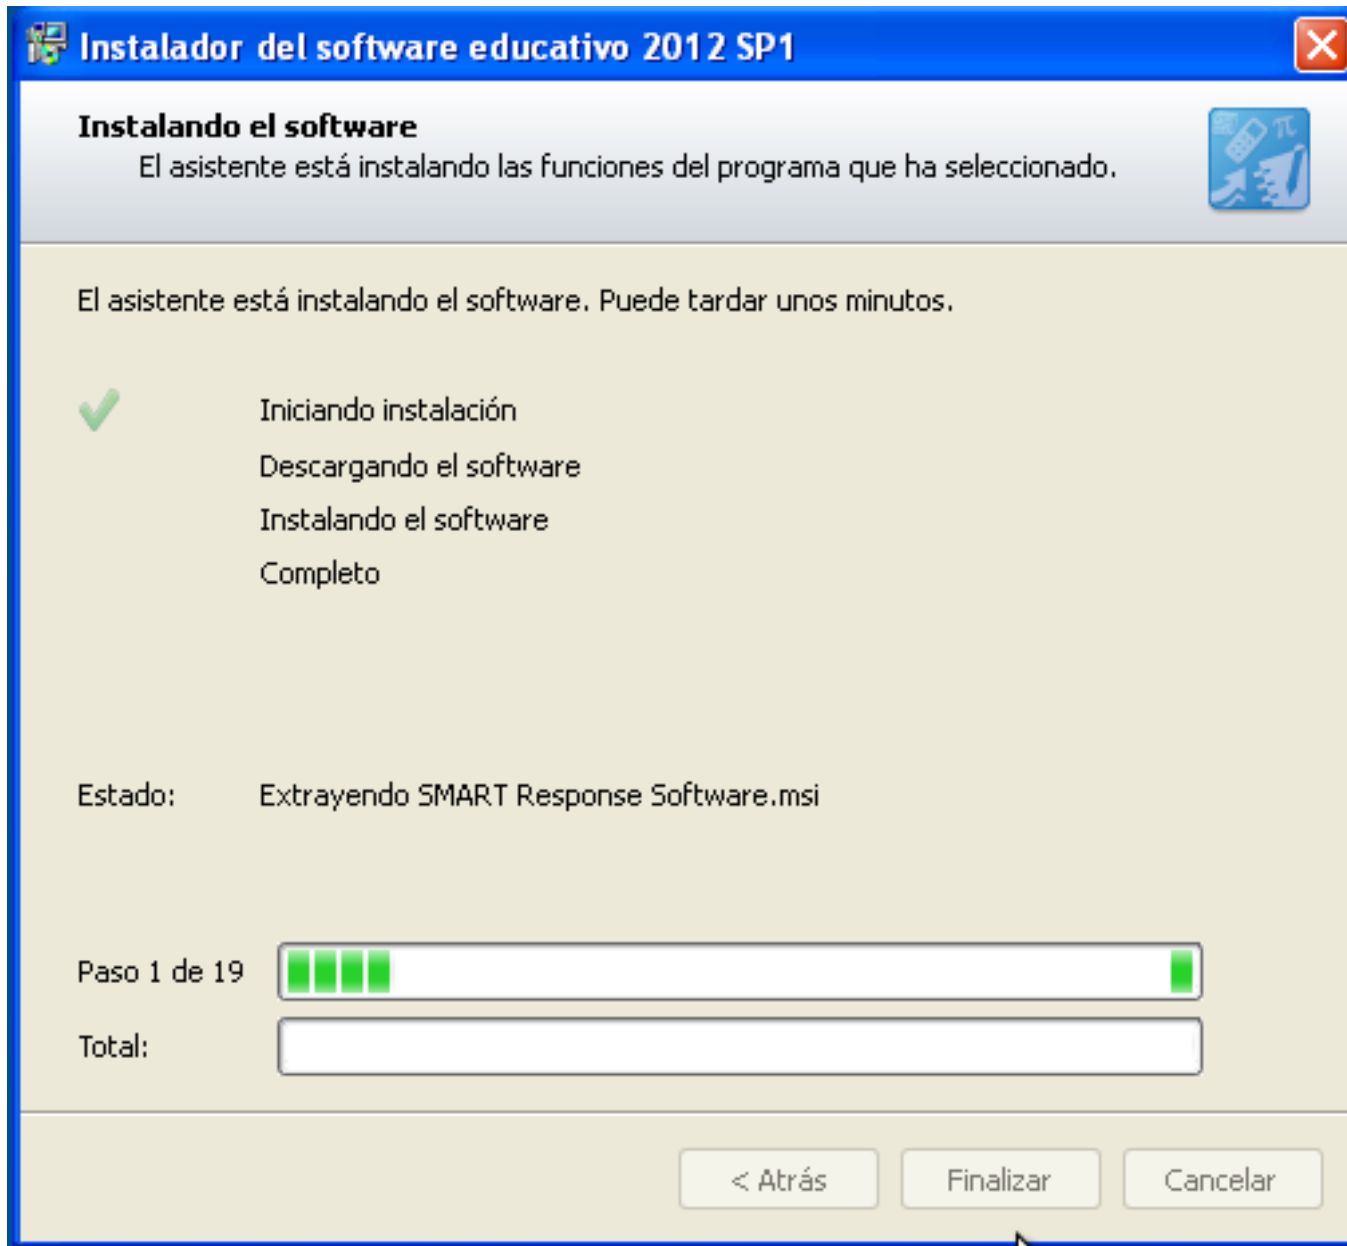 Instalador del software educativo 2012 SP1
Instalando el software
El asistente está instalando las funciones del programa que ha seleccionado.
π
El asistente está instalando el software. Puede tardar unos minutos.
Iniciando instalación
Descargando el software
Instalando el software
Completo
Estado: Extrayendo SMART Response Software.msi
Paso 1 de 19
Total:
< Atrás Finalizar Cancelar